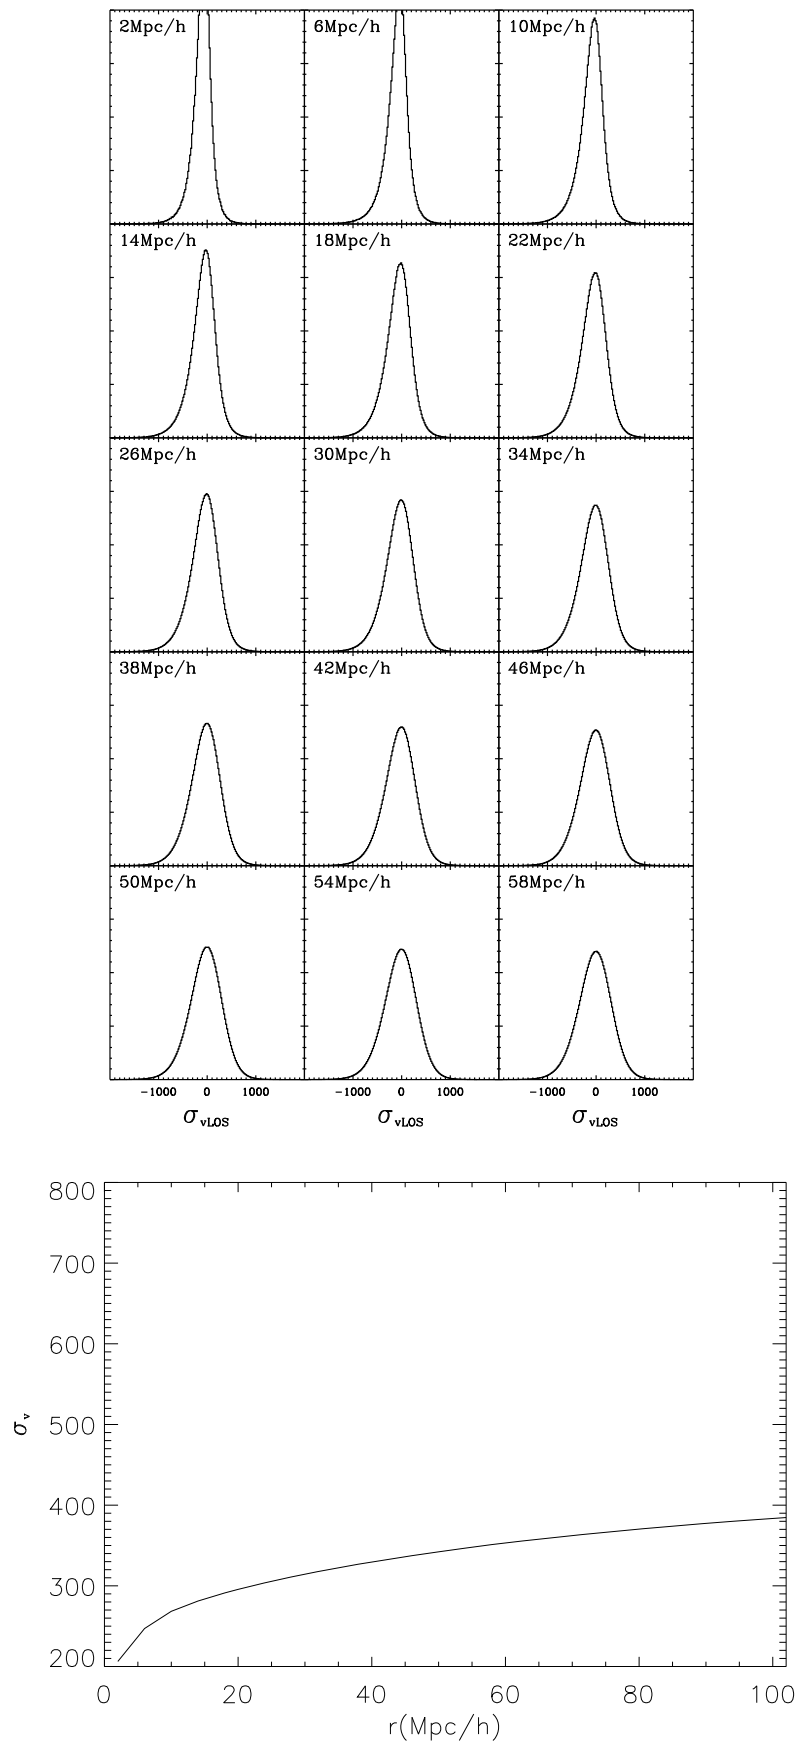 2Mpc/h 6Mpc/h 10Mpc/h
14Mpc/h 18Mpc/h 22Mpc/h
26Mpc/h 30Mpc/h 34Mpc/h
38Mpc/h 42Mpc/h 46Mpc/h
50Mpc/h 54Mpc/h 58Mpc/h
-1000 0 1000 -1000 0 1000 -1000 0 1000
σvLOS σvLOS σvLOS
800
700
600
500
400
300
200
σv
0 20 40 60 80 100
r(Mpc/h)